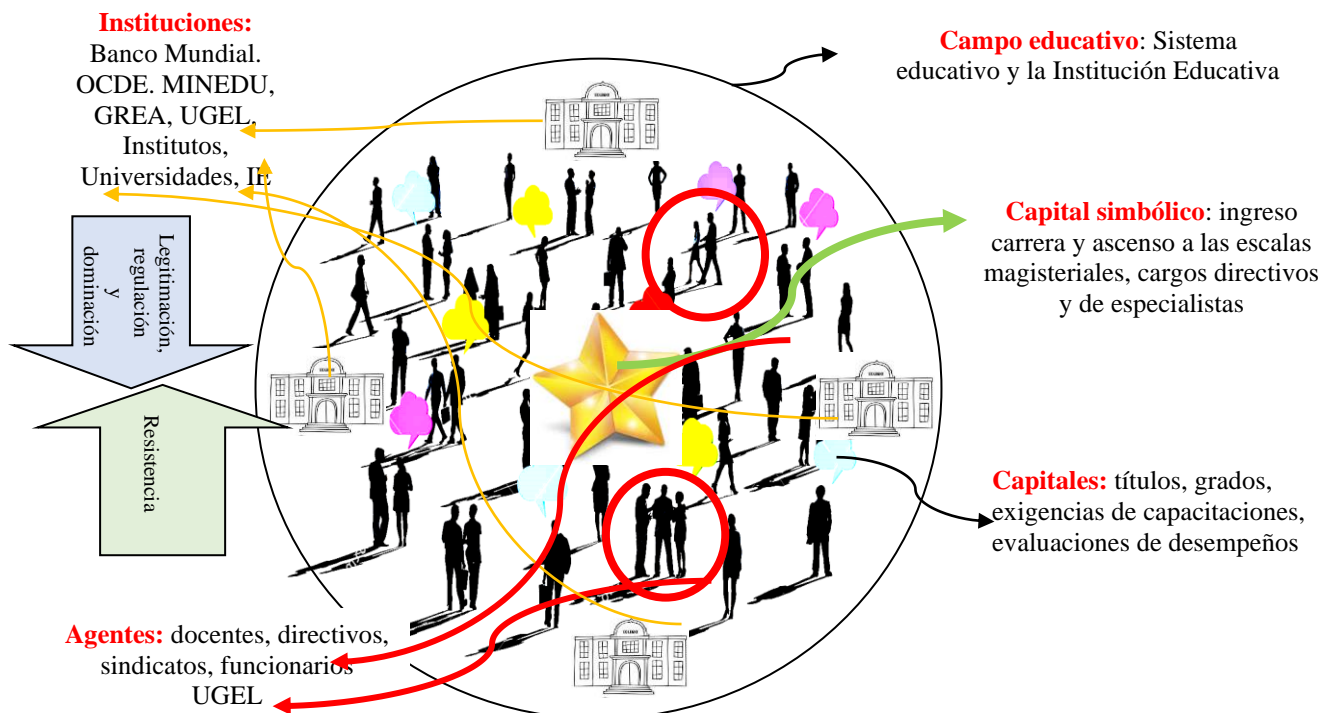 Instituciones:
Banco Mundial.
OCDE. MINEDU,
GREA, UGEL,
Institutos,
Universidades, IE
Campo educativo: Sistema
educativo y la Institución Educativa
Legitimación,
regulación
y
dominación
Resistencia
Capital simbólico: ingreso
carrera y ascenso a las escalas
magisteriales, cargos directivos
y de especialistas
Capitales: títulos, grados,
exigencias de capacitaciones,
evaluaciones de desempeños
Agentes: docentes, directivos,
sindicatos, funcionarios
UGEL